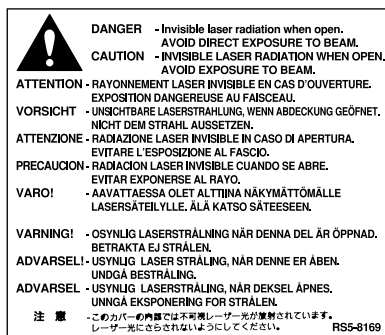 DANGER - Invisible laser radiation when open.
AVOID DIRECT EXPOSURE TO BEAM.
CAUTION - INVISIBLE LASER RADIATION WHEN OPEN.
AVOID EXPOSURE TO BEAM.
ATTENTION - RAYONNEMENT LASER INVISIBLE EN CAS D'OUVERTURE.
EXPOSITION DANGEREUSE AU FAISCEAU.
VORSICHT - UNSICHTBARE LASERSTRAHLUNG, WENN ABDECKUNG GEÖFNET.
NICHT DEM STRAHL AUSSETZEN.
ATTENZIONE - RADIAZIONE LASER INVISIBILE IN CASO DI APERTURA.
EVITARE L'ESPOSIZIONE AL FASCIO.
PRECAUCION - RADIACION LASER INVISIBLE CUANDO SE ABRE.
EVITAR EXPONERSE AL RAYO.
VARO! - AAVATTAESSA OLET ALTTIINA NÄKYMÄTTÖMÄLLE
LASERSÄTEILYLLE. ÄLÄ KATSO SÄTEESEEN.
VARNING! - OSYNLIG LASERSTRÅLNING NÄR DENNA DEL ÄR ÖPPNAD.
BETRAKTA EJ STRÅLEN.
ADVARSEL! - USYNLIG LASER STRÅLING, NÅR DENNE ER ÅBEN.
UNDGÅ BESTRÅLING.
ADVARSEL - USYNLIG LASER STRÅLING, NÅR DEKSEL ÅPNES.
UNNGÅ EKSPONERING FOR STRÅLEN.
注 意 - このカバーの内部では不可視レーザー光が放射されています。
レーザー光にさらされないようにしてください。 RS5-8169